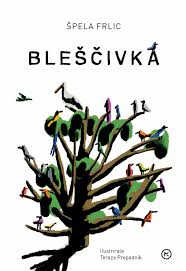 ŠPELA FRLIC
BLEŠČIVKA
Ilustrirala
Tereza Prepadnik